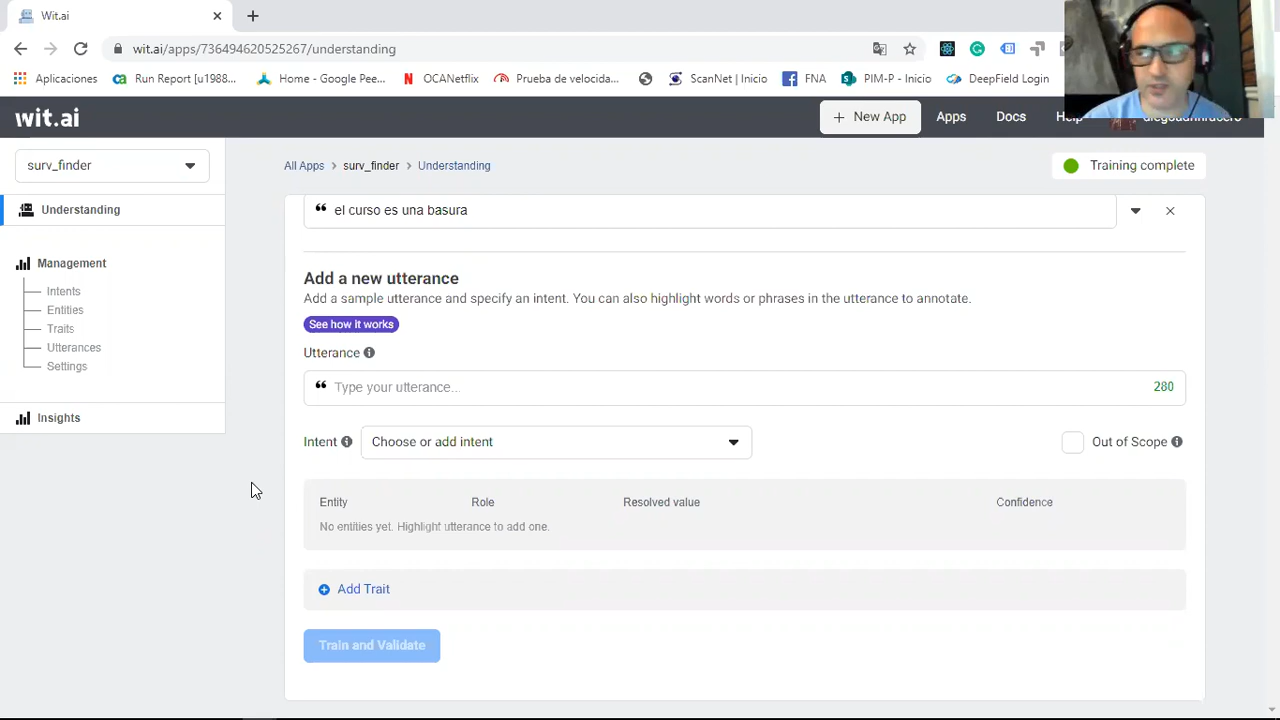 Wit.ai
wit.ai/apps/736494620525267/understanding
Aplicaciones
Run Report [u1988...
Home - Google Pee...
OCANetflix
Prueba de velocida...
ScanNet | Inicio
FNA
PIM-P - Inicio
DeepField Login
wit.ai
New App
Apps
Docs
surv_finder
All Apps > surv_finder > Understanding
Training complete
Understanding
Management
Intents
Entities
Traits
Utterances
Settings
Insights
❝ el curso es una basura
Add a new utterance
Add a sample utterance and specify an intent. You can also highlight words or phrases in the utterance to annotate.
See how it works
Utterance
❝ Type your utterance... 280
Intent Choose or add intent Out of Scope
Entity Role Resolved value Confidence
No entities yet. Highlight utterance to add one.
Add Trait
Train and Validate